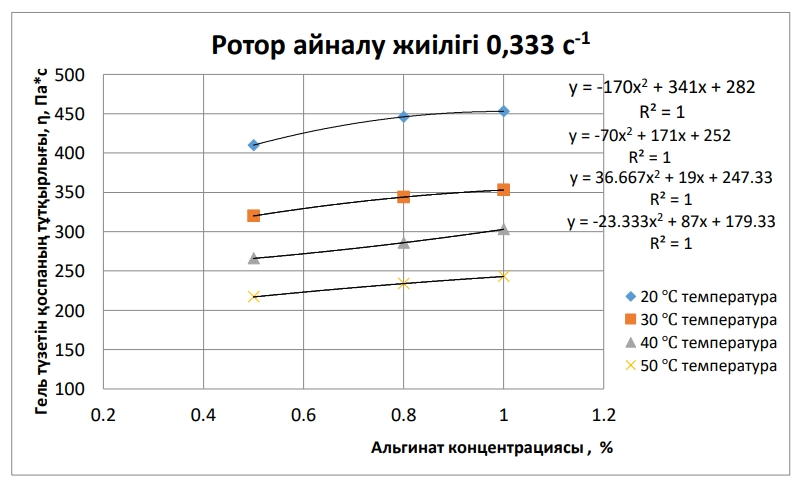 Ротор айналу жиілігі 0,333 с⁻¹
Гель түзетін қоспаның тұтқырлығы, η, Па*с
500
450
400
350
300
250
200
150
100
0.2
0.4
0.6
0.8
1
1.2
Альгинат концентрациясы , %
y = -170x² + 341x + 282
R² = 1
y = -70x² + 171x + 252
R² = 1
y = 36.667x² + 19x + 247.33
R² = 1
y = -23.333x² + 87x + 179.33
R² = 1
20 °C температура
30 °C температура
40 °C температура
50 °C температура